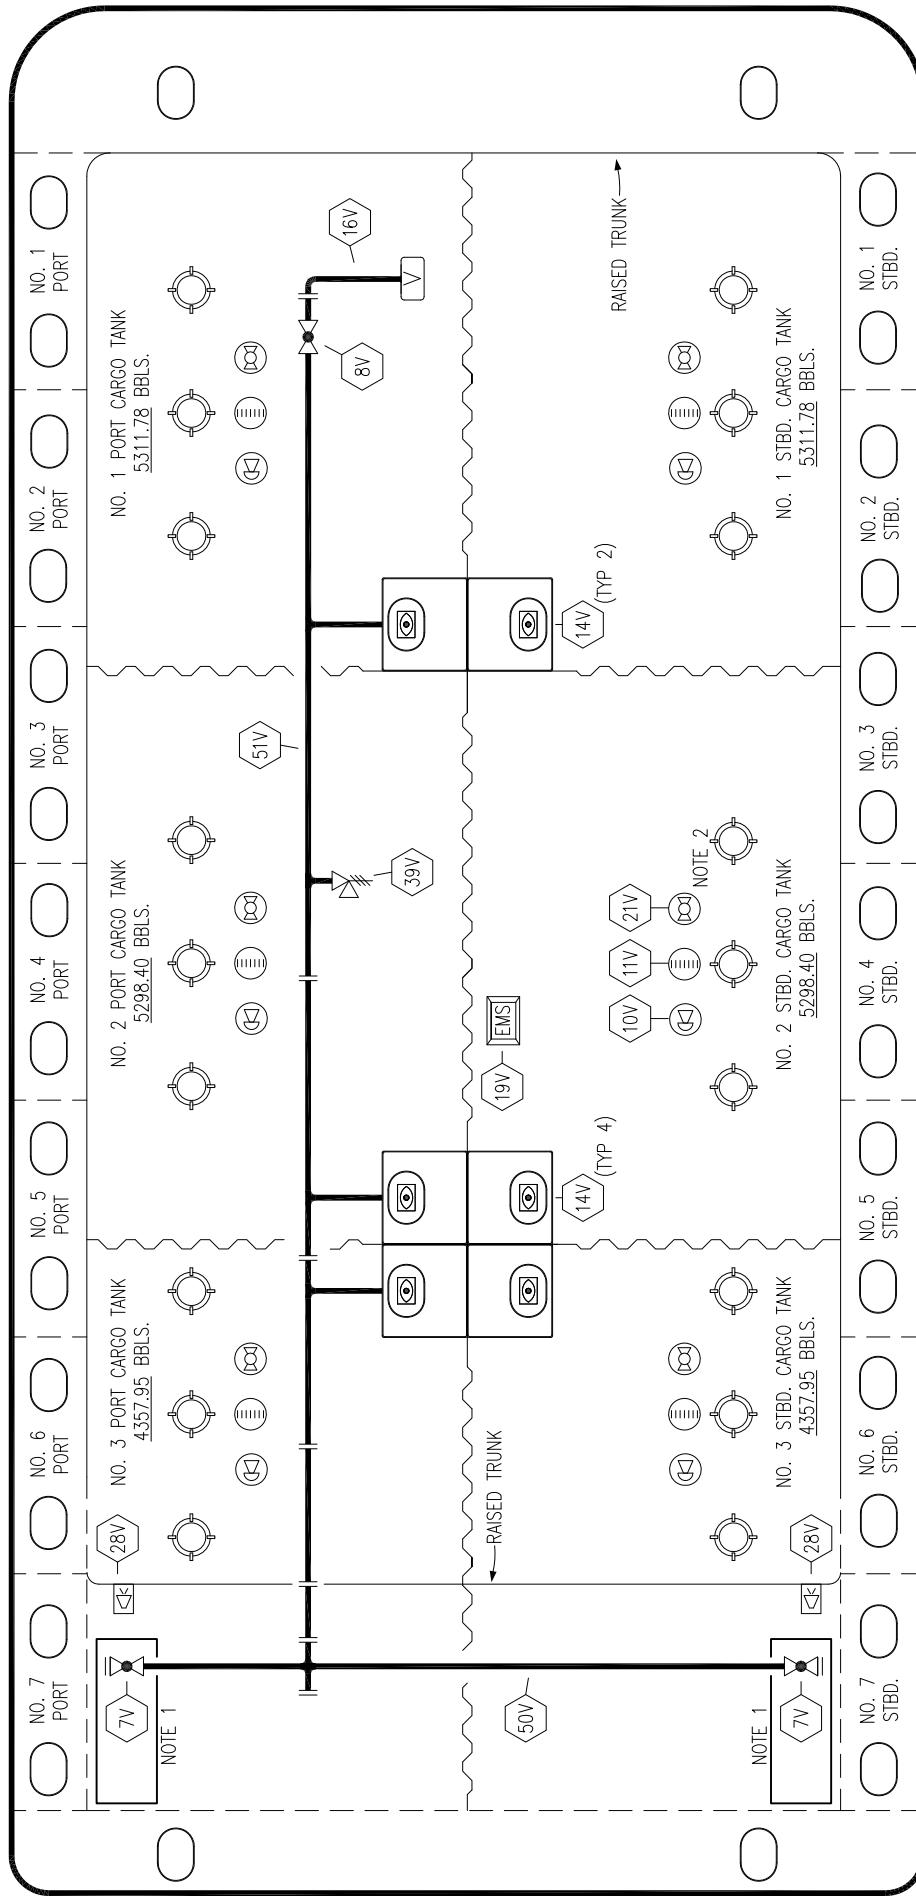 NO. 1
PORT
NO. 2
PORT
NO. 3
PORT
NO. 4
PORT
NO. 5
PORT
NO. 6
PORT
NO. 7
PORT
NO. 1 PORT CARGO TANK
5311.78 BBLS.
NO. 2 PORT CARGO TANK
5298.40 BBLS.
NO. 3 PORT CARGO TANK
4357.95 BBLS.
28V
7V
NOTE 1
16V
V
8V
51V
39V
RAISED TRUNK
14V
(TYP 2)
EMS
19V
14V
(TYP 4)
RAISED TRUNK
50V
21V
11V
10V
NOTE 2
NO. 1 STBD. CARGO TANK
5311.78 BBLS.
NO. 2 STBD. CARGO TANK
5298.40 BBLS.
NO. 3 STBD. CARGO TANK
4357.95 BBLS.
28V
7V
NOTE 1
NO. 1
STBD.
NO. 2
STBD.
NO. 3
STBD.
NO. 4
STBD.
NO. 5
STBD.
NO. 6
STBD.
NO. 7
STBD.